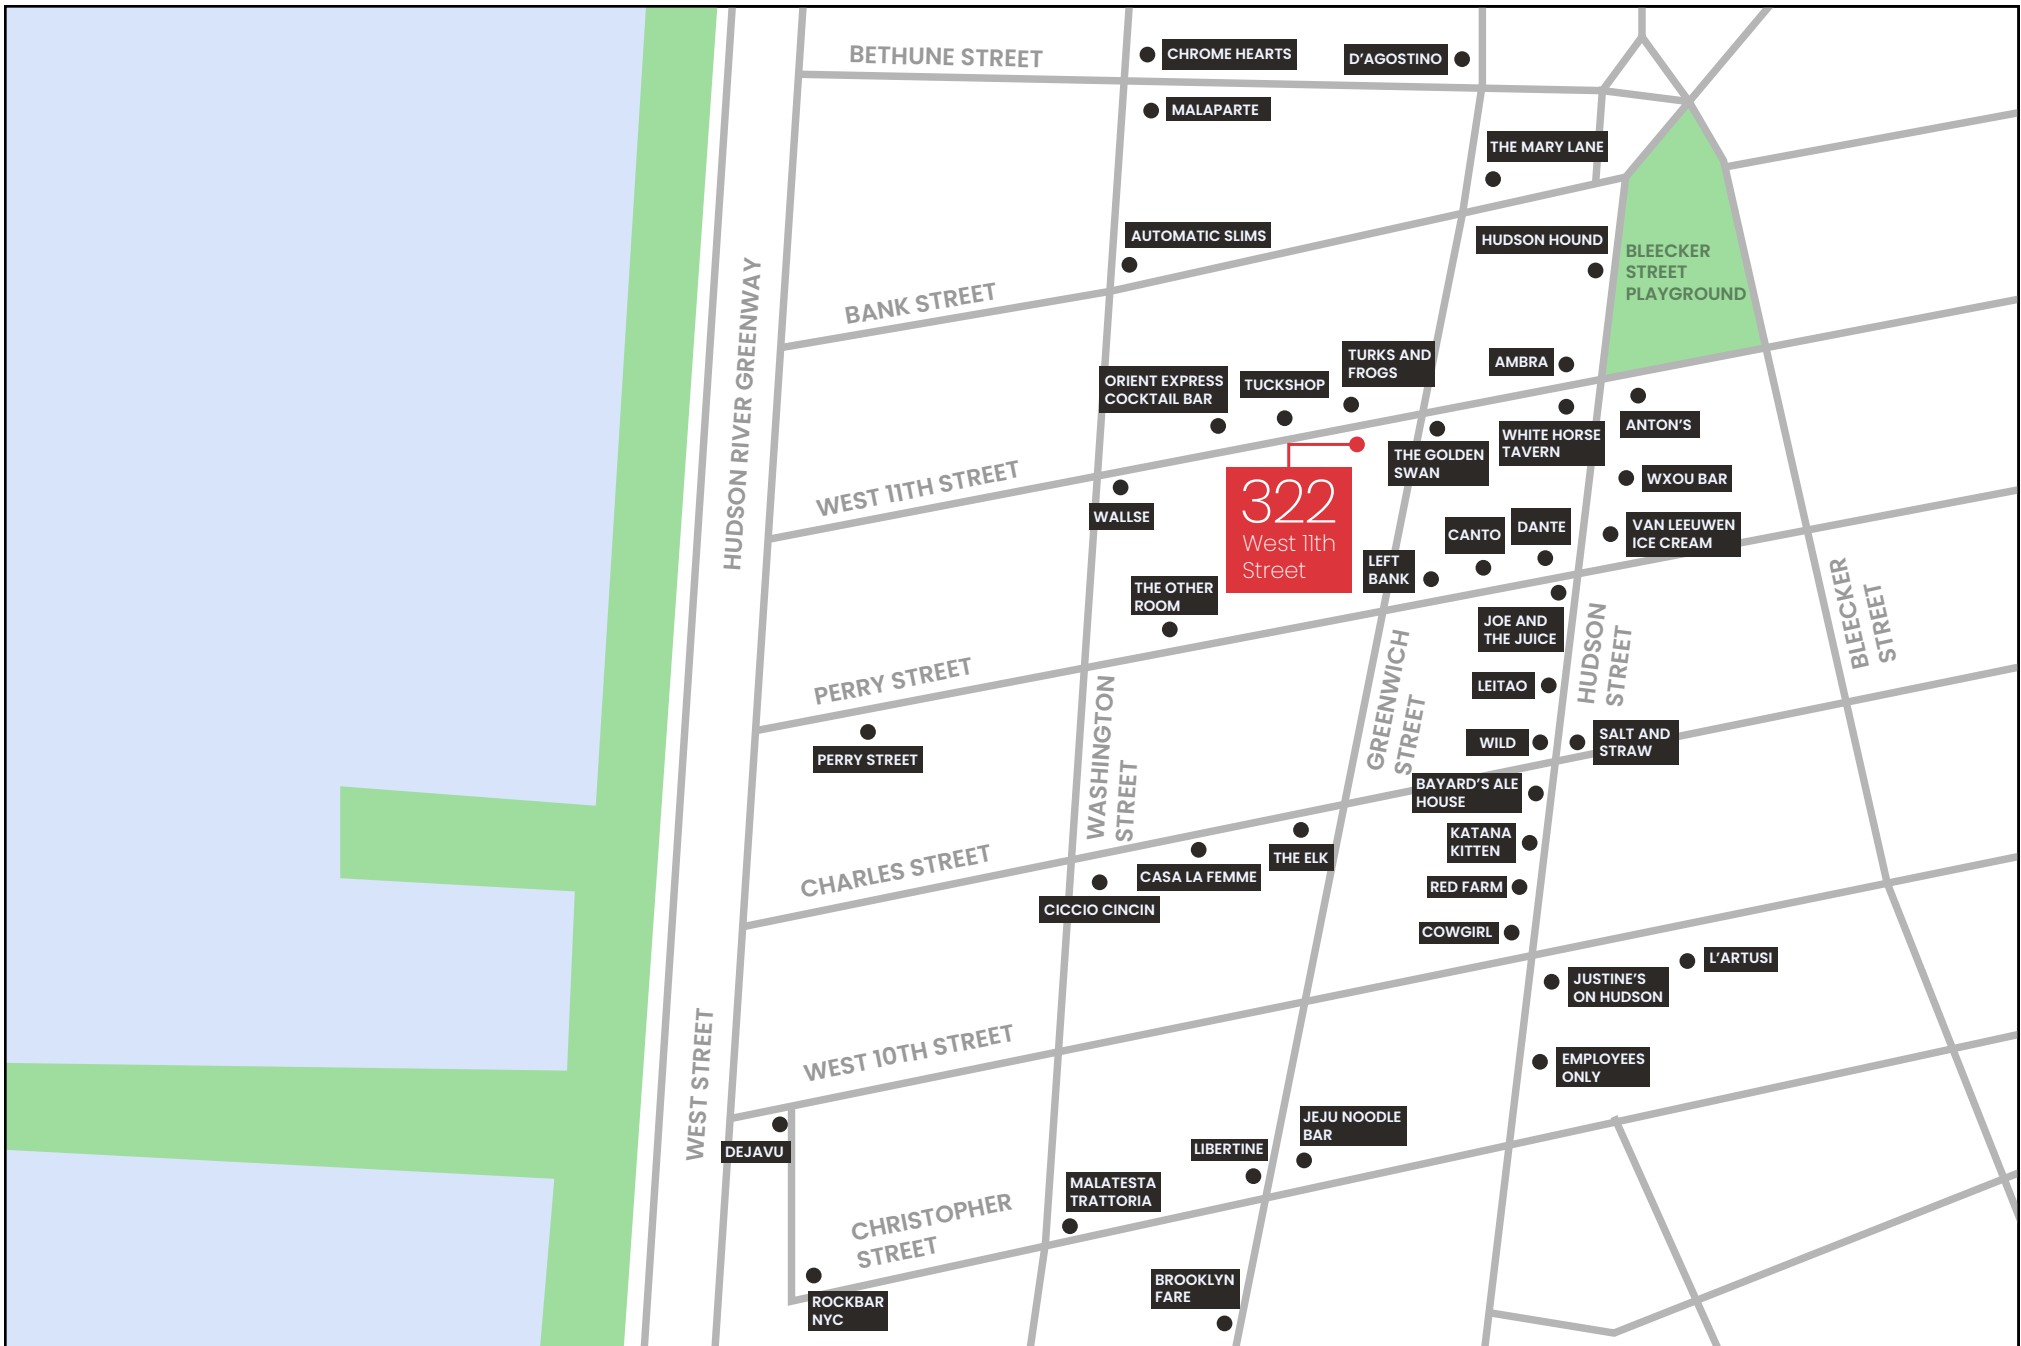 BETHUNE STREET
CHROME HEARTS
D'AGOSTINO
MALAPARTE
THE MARY LANE
AUTOMATIC SLIMS
HUDSON HOUND
BLEECKER
STREET
PLAYGROUND
BANK STREET
HUDSON RIVER GREENWAY
TURKS AND
FROGS
AMBRA
ORIENT EXPRESS
COCKTAIL BAR
TUCKSHOP
ANTON'S
WHITE HORSE
TAVERN
THE GOLDEN
SWAN
WEST 11TH STREET
WXOU BAR
322
West 11th
Street
WALLSE
CANTO
DANTE
VAN LEEUWEN
ICE CREAM
LEFT
BANK
THE OTHER
ROOM
JOE AND
THE JUICE
BLEECKER
STREET
PERRY STREET
GREENWICH
STREET
HUDSON
STREET
LEITAO
WASHINGTON
STREET
PERRY STREET
WILD
SALT AND
STRAW
BAYARD'S ALE
HOUSE
KATANA
KITTEN
CHARLES STREET
THE ELK
CASA LA FEMME
RED FARM
CICCIO CINCIN
COWGIRL
L'ARTUSI
JUSTINE'S
ON HUDSON
WEST 10TH STREET
EMPLOYEES
ONLY
WEST STREET
DEJAVU
JEJU NOODLE
BAR
LIBERTINE
MALATESTA
TRATTORIA
CHRISTOPHER
STREET
BROOKLYN
FARE
ROCKBAR
NYC